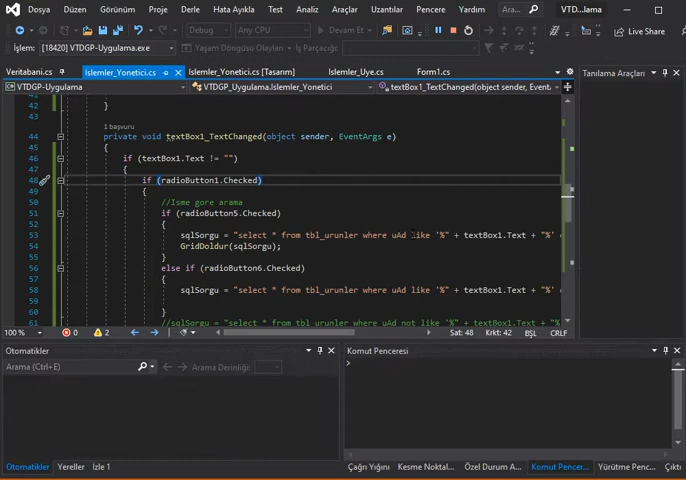 Dosya Düzenle Görünüm Proje Derle Hata Ayıkla Test Analiz Araçlar Uzantılar Pencere Yardım Ara... VTD...lama
Debug Any CPU Devam Et Live Share
İşlem: [18420] VTDGP-Uygulama.exe Yaşam Döngüsü Olayları İş Parçacığı:
Veritabani.cs Islemler_Yonetici.cs Islemler_Yonetici.cs [Tasarım] Islemler_Uye.cs Form1.cs
VTDGP-Uygulama VTDGP_Uygulama.Islemler_Yonetici textBox1_TextChanged(object sender, EventArg
Tanılama Araçları
41 }
42 }
43
1 başvuru
44 private void textBox1_TextChanged(object sender, EventArgs e)
45 {
46 if (textBox1.Text != "")
47 {
48 if (radioButton1.Checked)
49 {
50 //Isme gore arama
51 if (radioButton5.Checked)
52 {
53 sqlSorgu = "select * from tbl_urunler where uAd like '%" + textBox1.Text + "%'
54 GridDoldur(sqlSorgu);
55 }
56 else if (radioButton6.Checked)
57 {
58 sqlSorgu = "select * from tbl_urunler where uAd like '%" + textBox1.Text + "%'
59
60 }
61 //sqlSorgu = "select * from tbl_urunler where uAd not like '%" + textBox1.Text + "%
100 % 0 2 Sat: 48 Krkt: 42 BŞL CRLF
Otomatikler
Arama (Ctrl+E) Arama Derinliği:
Komut Penceresi
>
Otomatikler Yereller İzle 1
Çağrı Yığını Kesme Noktal... Özel Durum A... Komut Pencer... Yürütme Penc... Çıktı